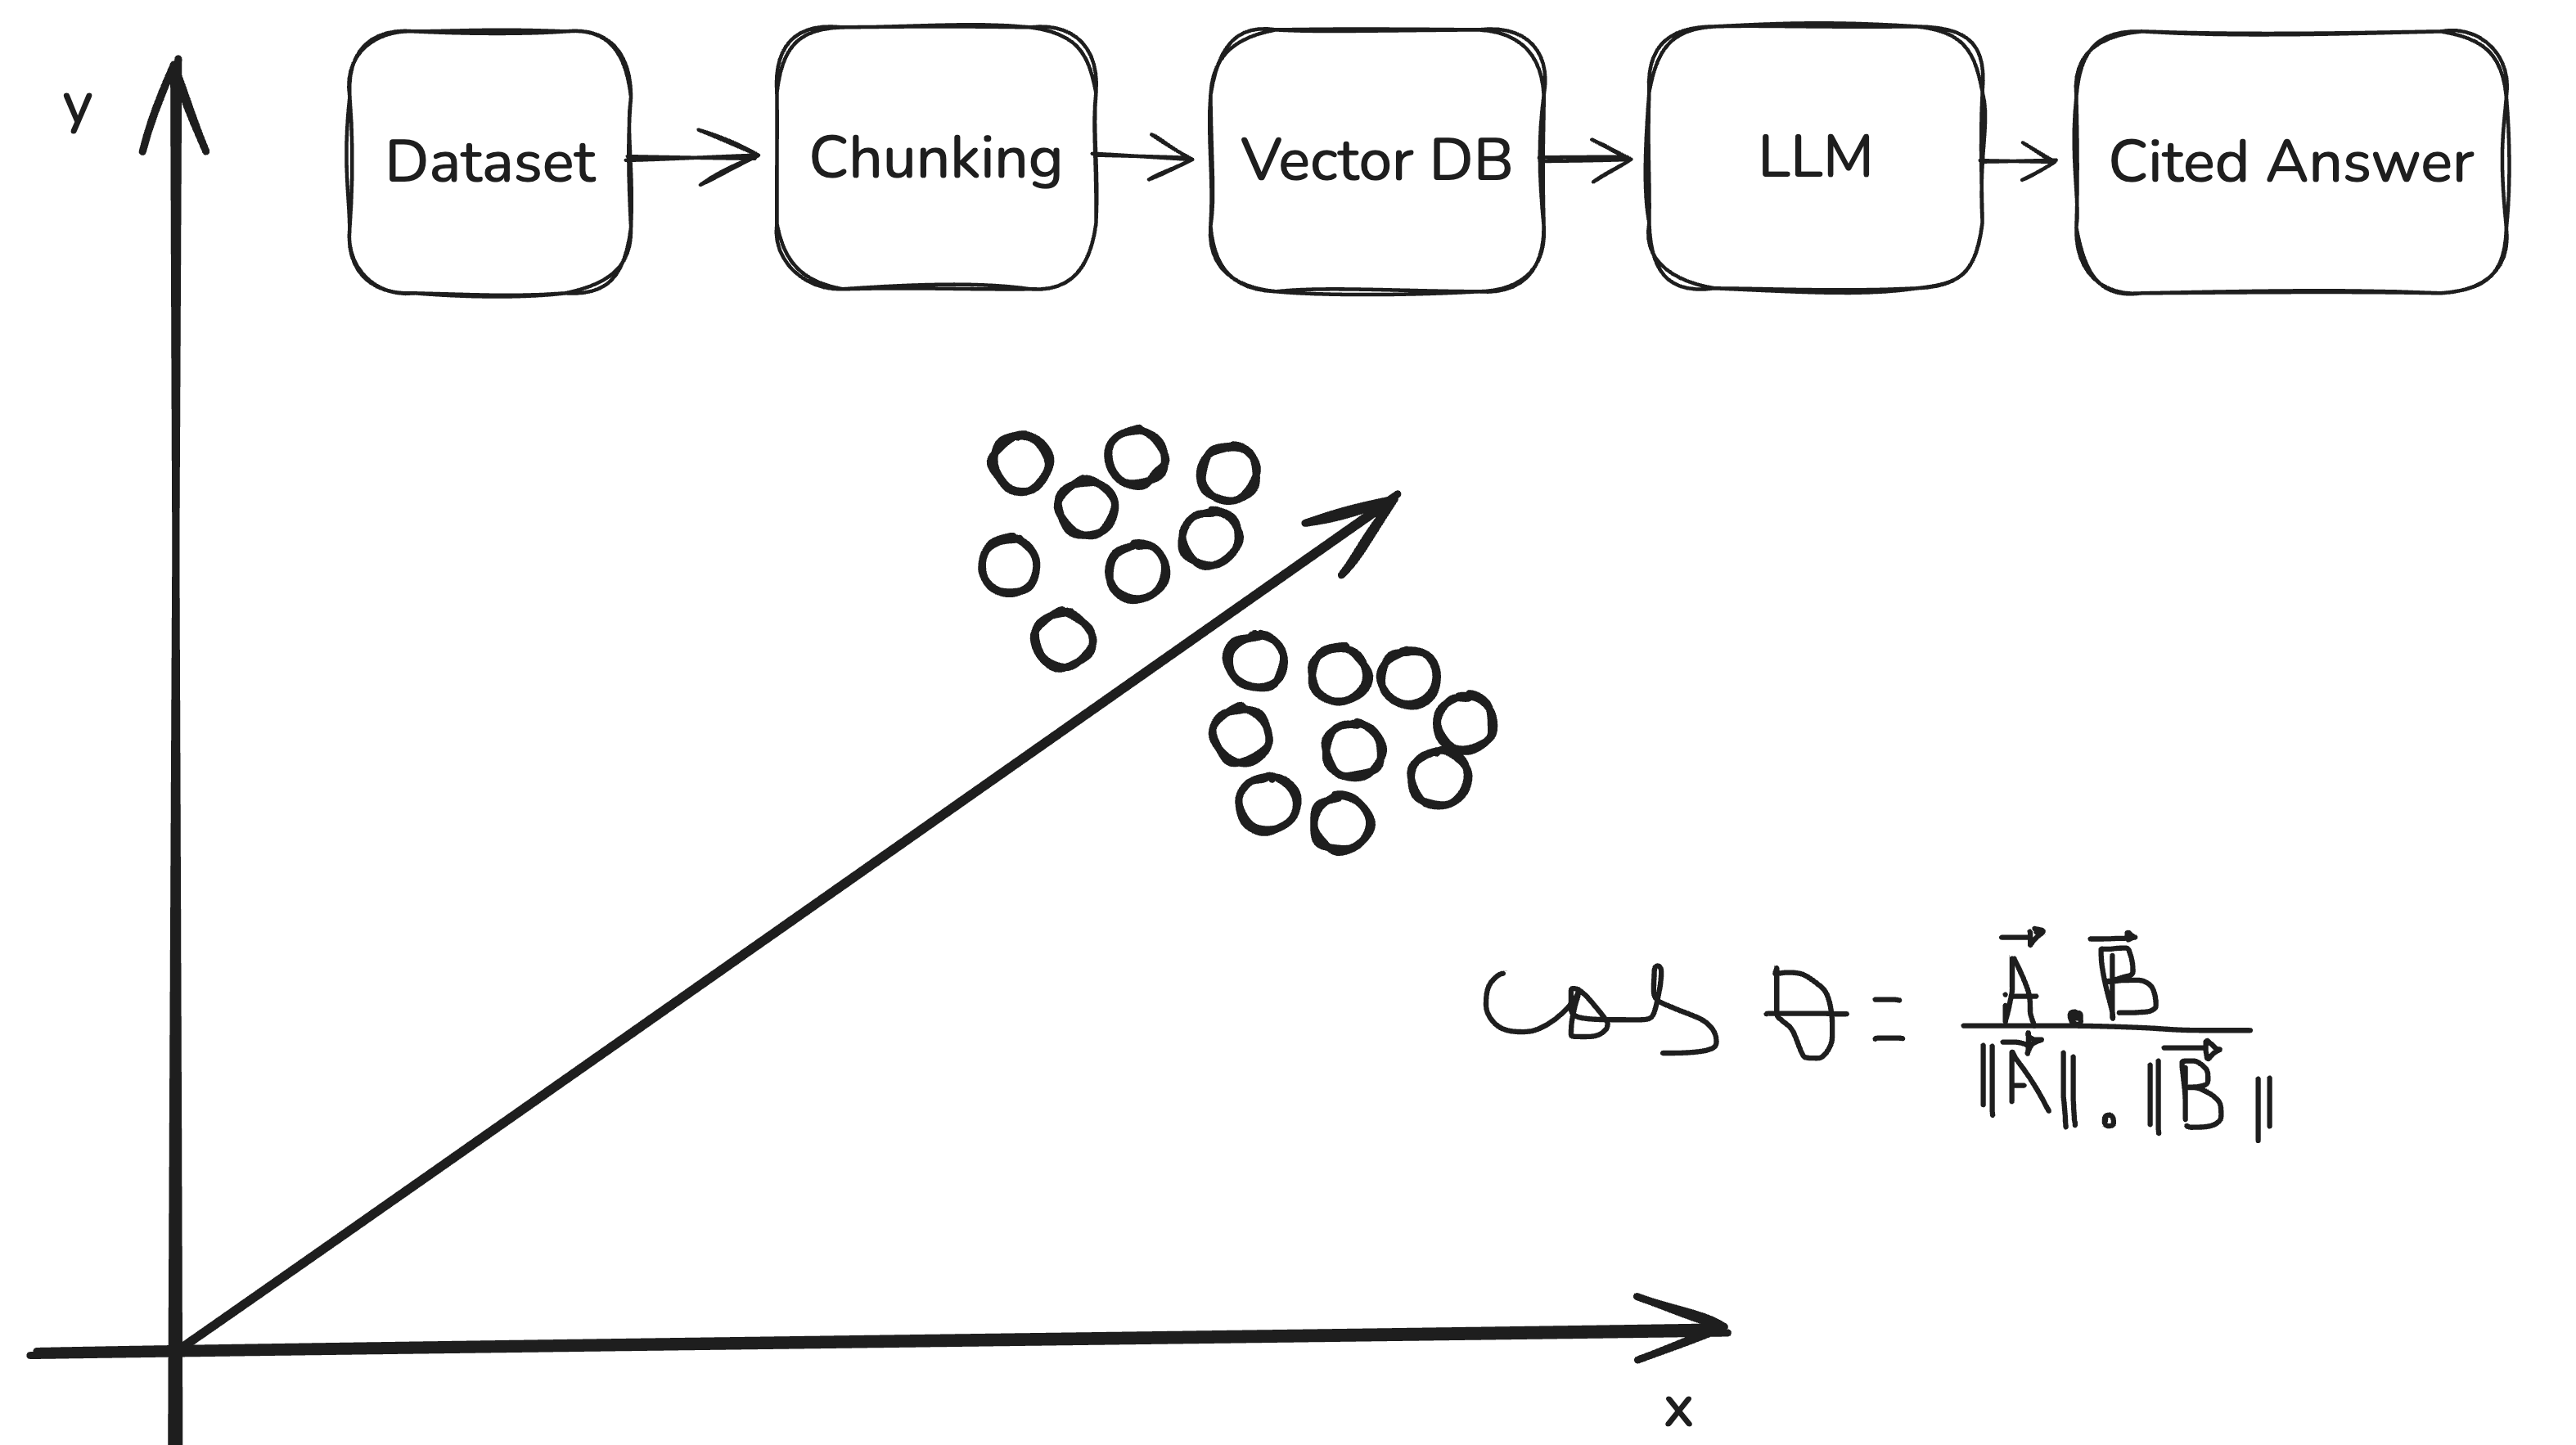 y
Dataset
Chunking
Vector DB
LLM
Cited Answer
cos θ = A⃗ . B⃗ / ‖A⃗‖ . ‖B⃗‖
x